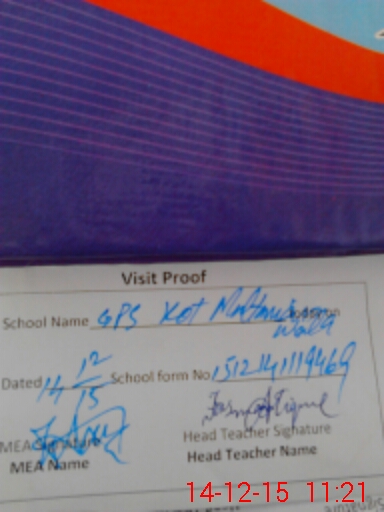 Visit Proof
School Name GPS Kot
Wala
Dated 14/12/15 School form No 1512141119469
MEA Signature
Head Teacher Signature
MEA Name
Head Teacher Name
14-12-15 11:21